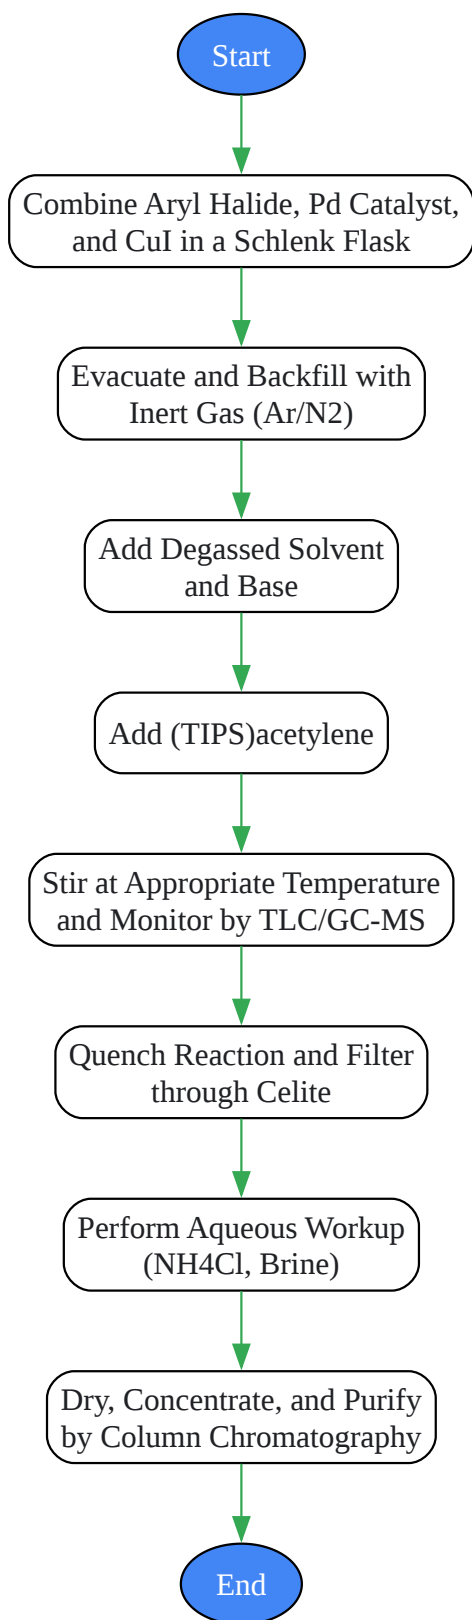 Start
Combine Aryl Halide, Pd Catalyst,
and CuI in a Schlenk Flask
Evacuate and Backfill with
Inert Gas (Ar/N2)
Add Degassed Solvent
and Base
Add (TIPS)acetylene
Stir at Appropriate Temperature
and Monitor by TLC/GC-MS
Quench Reaction and Filter
through Celite
Perform Aqueous Workup
(NH4Cl, Brine)
Dry, Concentrate, and Purify
by Column Chromatography
End